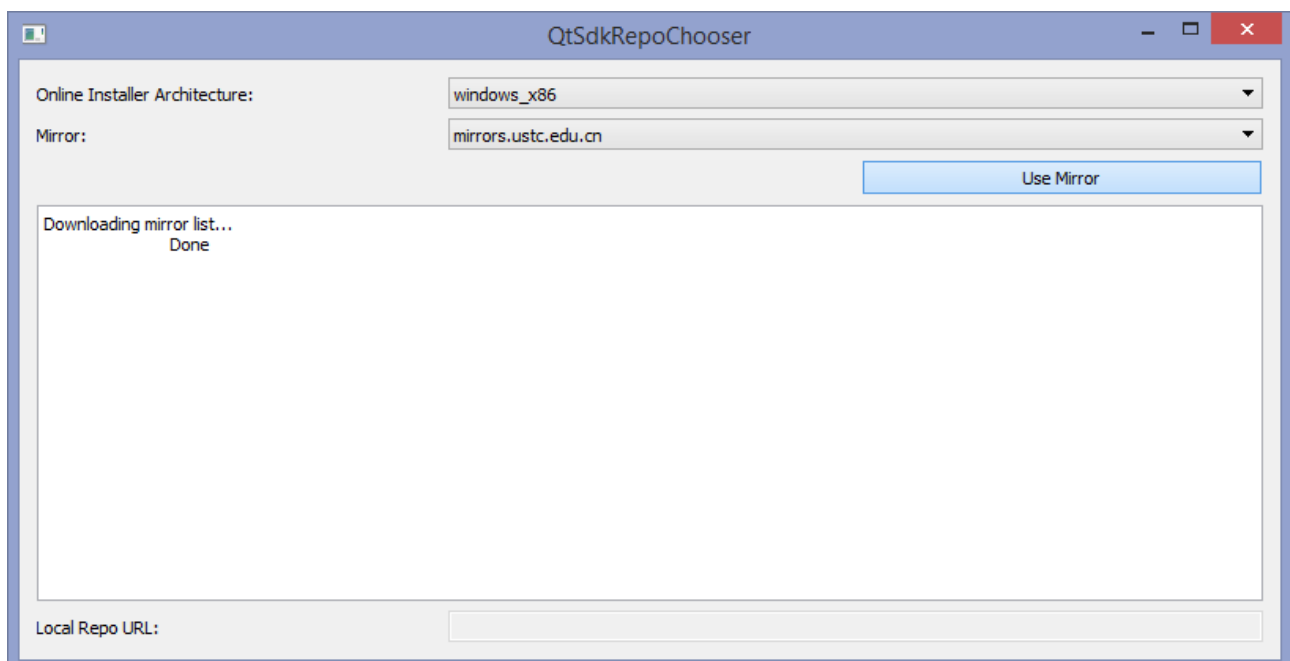 QtSdkRepoChooser
Online Installer Architecture:
windows_x86
Mirror:
mirrors.ustc.edu.cn
Use Mirror
Downloading mirror list...
Done
Local Repo URL: